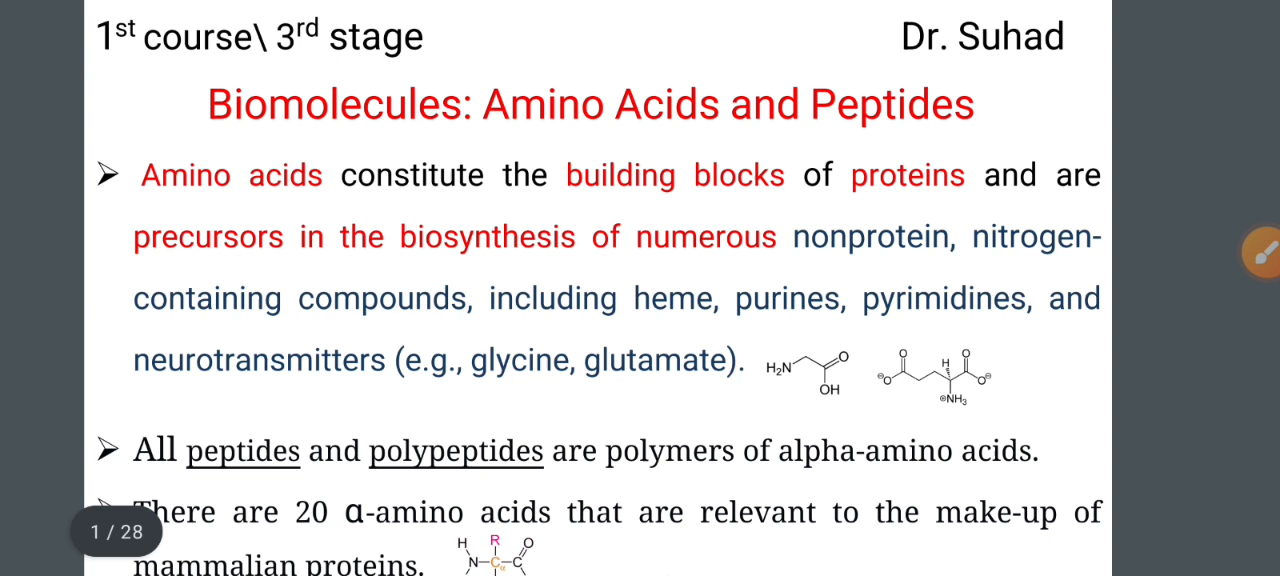 1st course\ 3rd stage Dr. Suhad
Biomolecules: Amino Acids and Peptides
➢ Amino acids constitute the building blocks of proteins and are
precursors in the biosynthesis of numerous nonprotein, nitrogen-
containing compounds, including heme, purines, pyrimidines, and
neurotransmitters (e.g., glycine, glutamate). H₂N O OH O ⊖O H O O⊖ ⊕NH₃
➢ All peptides and polypeptides are polymers of alpha-amino acids.
There are 20 α-amino acids that are relevant to the make-up of
1 / 28
mammalian proteins. H R O N Cα C